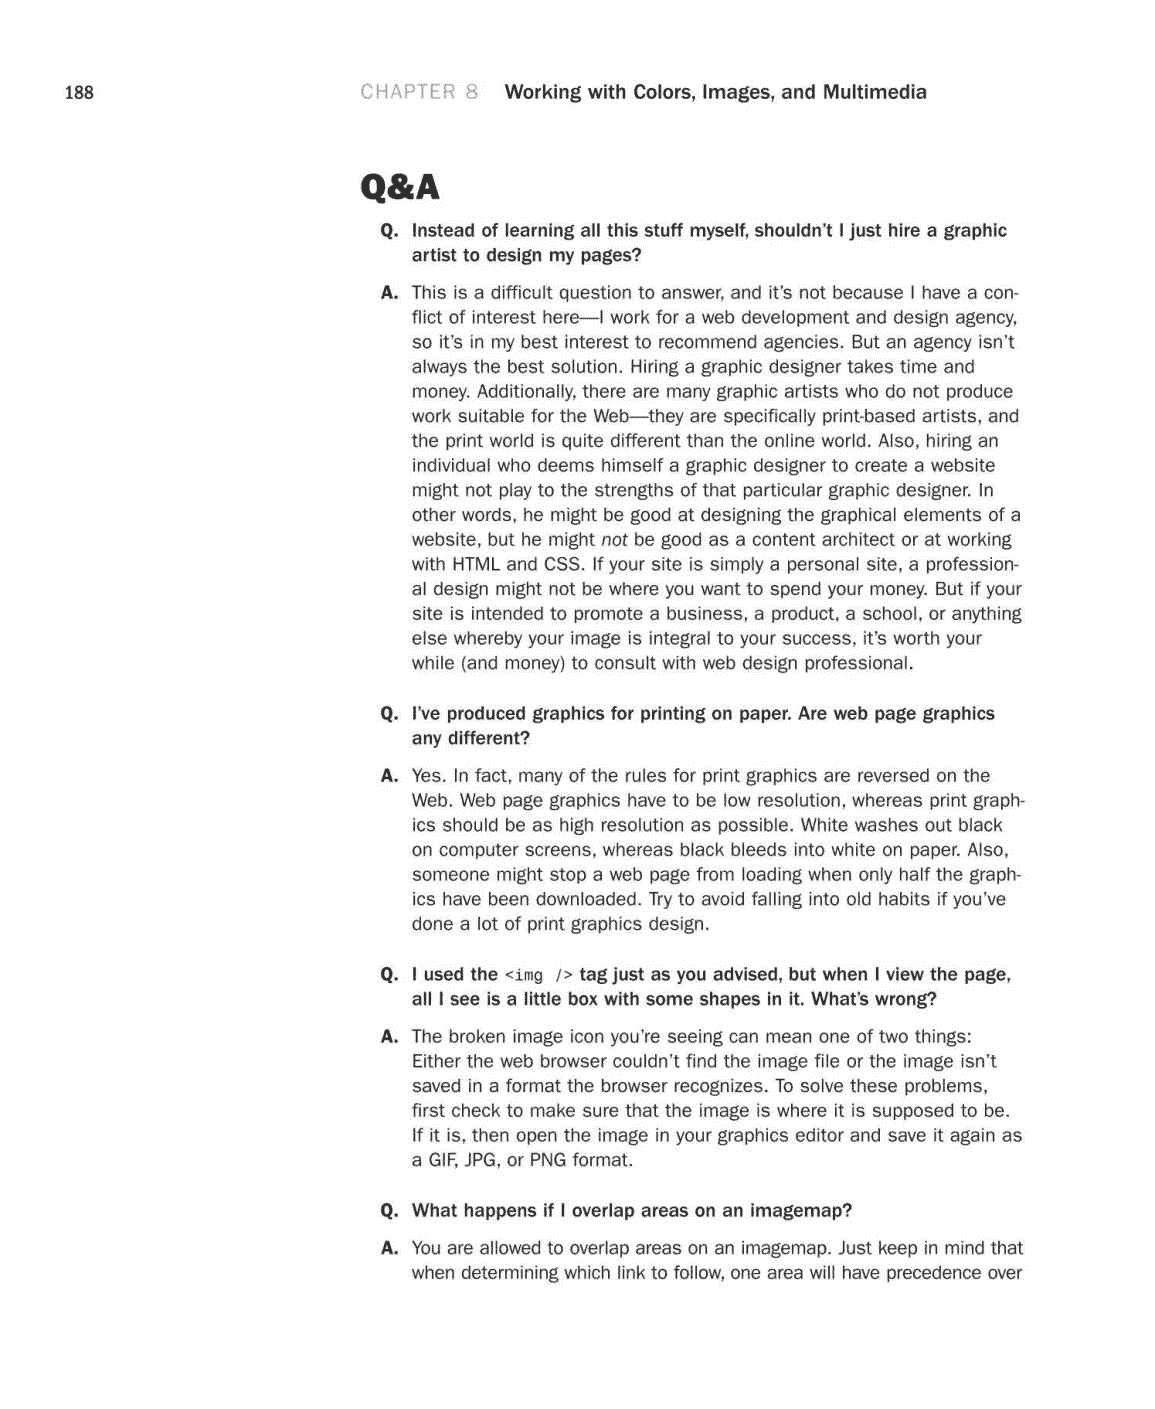 188
CHAPTER 8 Working with Colors, Images, and Multimedia
Q&A
Q. Instead of learning all this stuff myself, shouldn’t I just hire a graphic
artist to design my pages?
A. This is a difficult question to answer, and it’s not because I have a con-
flict of interest here—I work for a web development and design agency,
so it’s in my best interest to recommend agencies. But an agency isn’t
always the best solution. Hiring a graphic designer takes time and
money. Additionally, there are many graphic artists who do not produce
work suitable for the Web—they are specifically print-based artists, and
the print world is quite different than the online world. Also, hiring an
individual who deems himself a graphic designer to create a website
might not play to the strengths of that particular graphic designer. In
other words, he might be good at designing the graphical elements of a
website, but he might not be good as a content architect or at working
with HTML and CSS. If your site is simply a personal site, a profession-
al design might not be where you want to spend your money. But if your
site is intended to promote a business, a product, a school, or anything
else whereby your image is integral to your success, it’s worth your
while (and money) to consult with web design professional.
Q. I’ve produced graphics for printing on paper. Are web page graphics
any different?
A. Yes. In fact, many of the rules for print graphics are reversed on the
Web. Web page graphics have to be low resolution, whereas print graph-
ics should be as high resolution as possible. White washes out black
on computer screens, whereas black bleeds into white on paper. Also,
someone might stop a web page from loading when only half the graph-
ics have been downloaded. Try to avoid falling into old habits if you’ve
done a lot of print graphics design.
Q. I used the <img /> tag just as you advised, but when I view the page,
all I see is a little box with some shapes in it. What’s wrong?
A. The broken image icon you’re seeing can mean one of two things:
Either the web browser couldn’t find the image file or the image isn’t
saved in a format the browser recognizes. To solve these problems,
first check to make sure that the image is where it is supposed to be.
If it is, then open the image in your graphics editor and save it again as
a GIF, JPG, or PNG format.
Q. What happens if I overlap areas on an imagemap?
A. You are allowed to overlap areas on an imagemap. Just keep in mind that
when determining which link to follow, one area will have precedence over